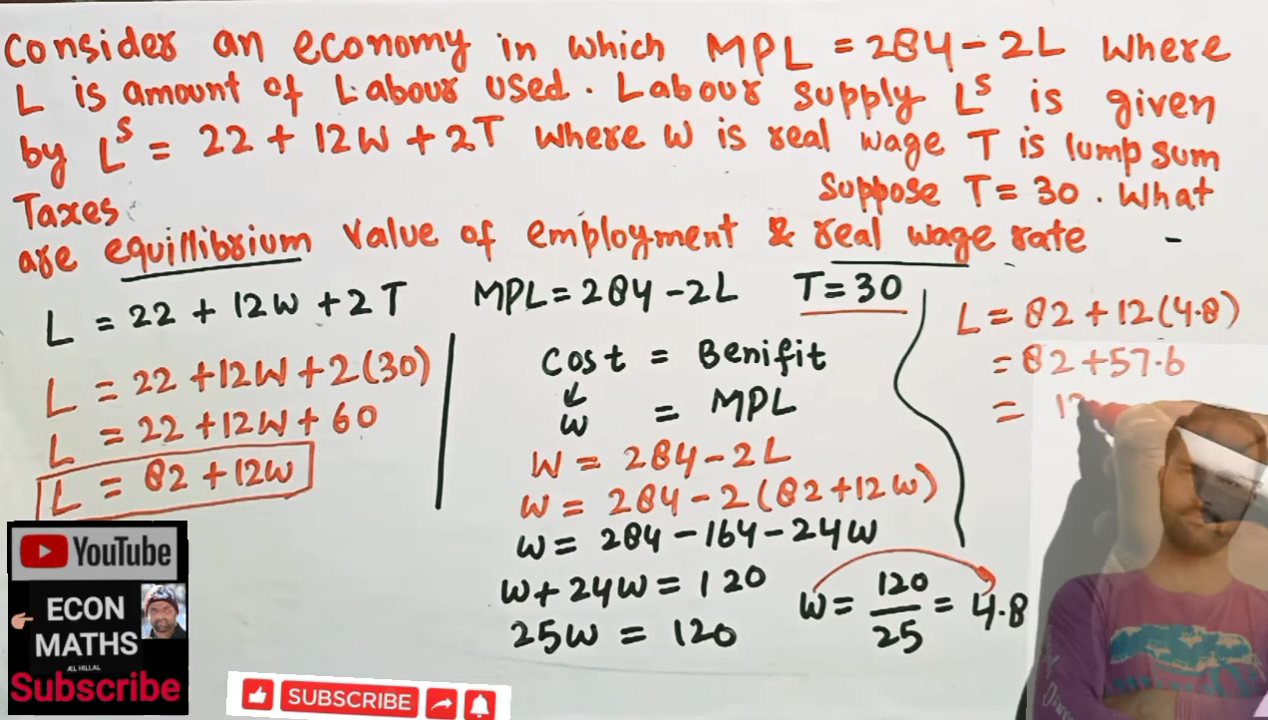 Consider an economy in which MPL = 284 - 2L Where
L is amount of Labour used. Labour supply L^S is given
by L^S = 22 + 12W + 2T Where W is real wage T is lump sum
Taxes
Suppose T = 30. What
are equillibrium Value of employment & real wage rate -
L = 22 + 12W + 2T
L = 22 + 12W + 2(30)
L = 22 + 12W + 60
L = 82 + 12W
MPL = 284 - 2L T = 30
Cost = Benifit
↓
W = MPL
W = 284 - 2L
W = 284 - 2(82 + 12W)
W = 284 - 164 - 24W
W + 24W = 120
25W = 120
W = 120/25 = 4.8
L = 82 + 12(4.8)
= 82 + 57.6
=
YouTube
ECON
MATHS
AL HILLAL
Subscribe
SUBSCRIBE